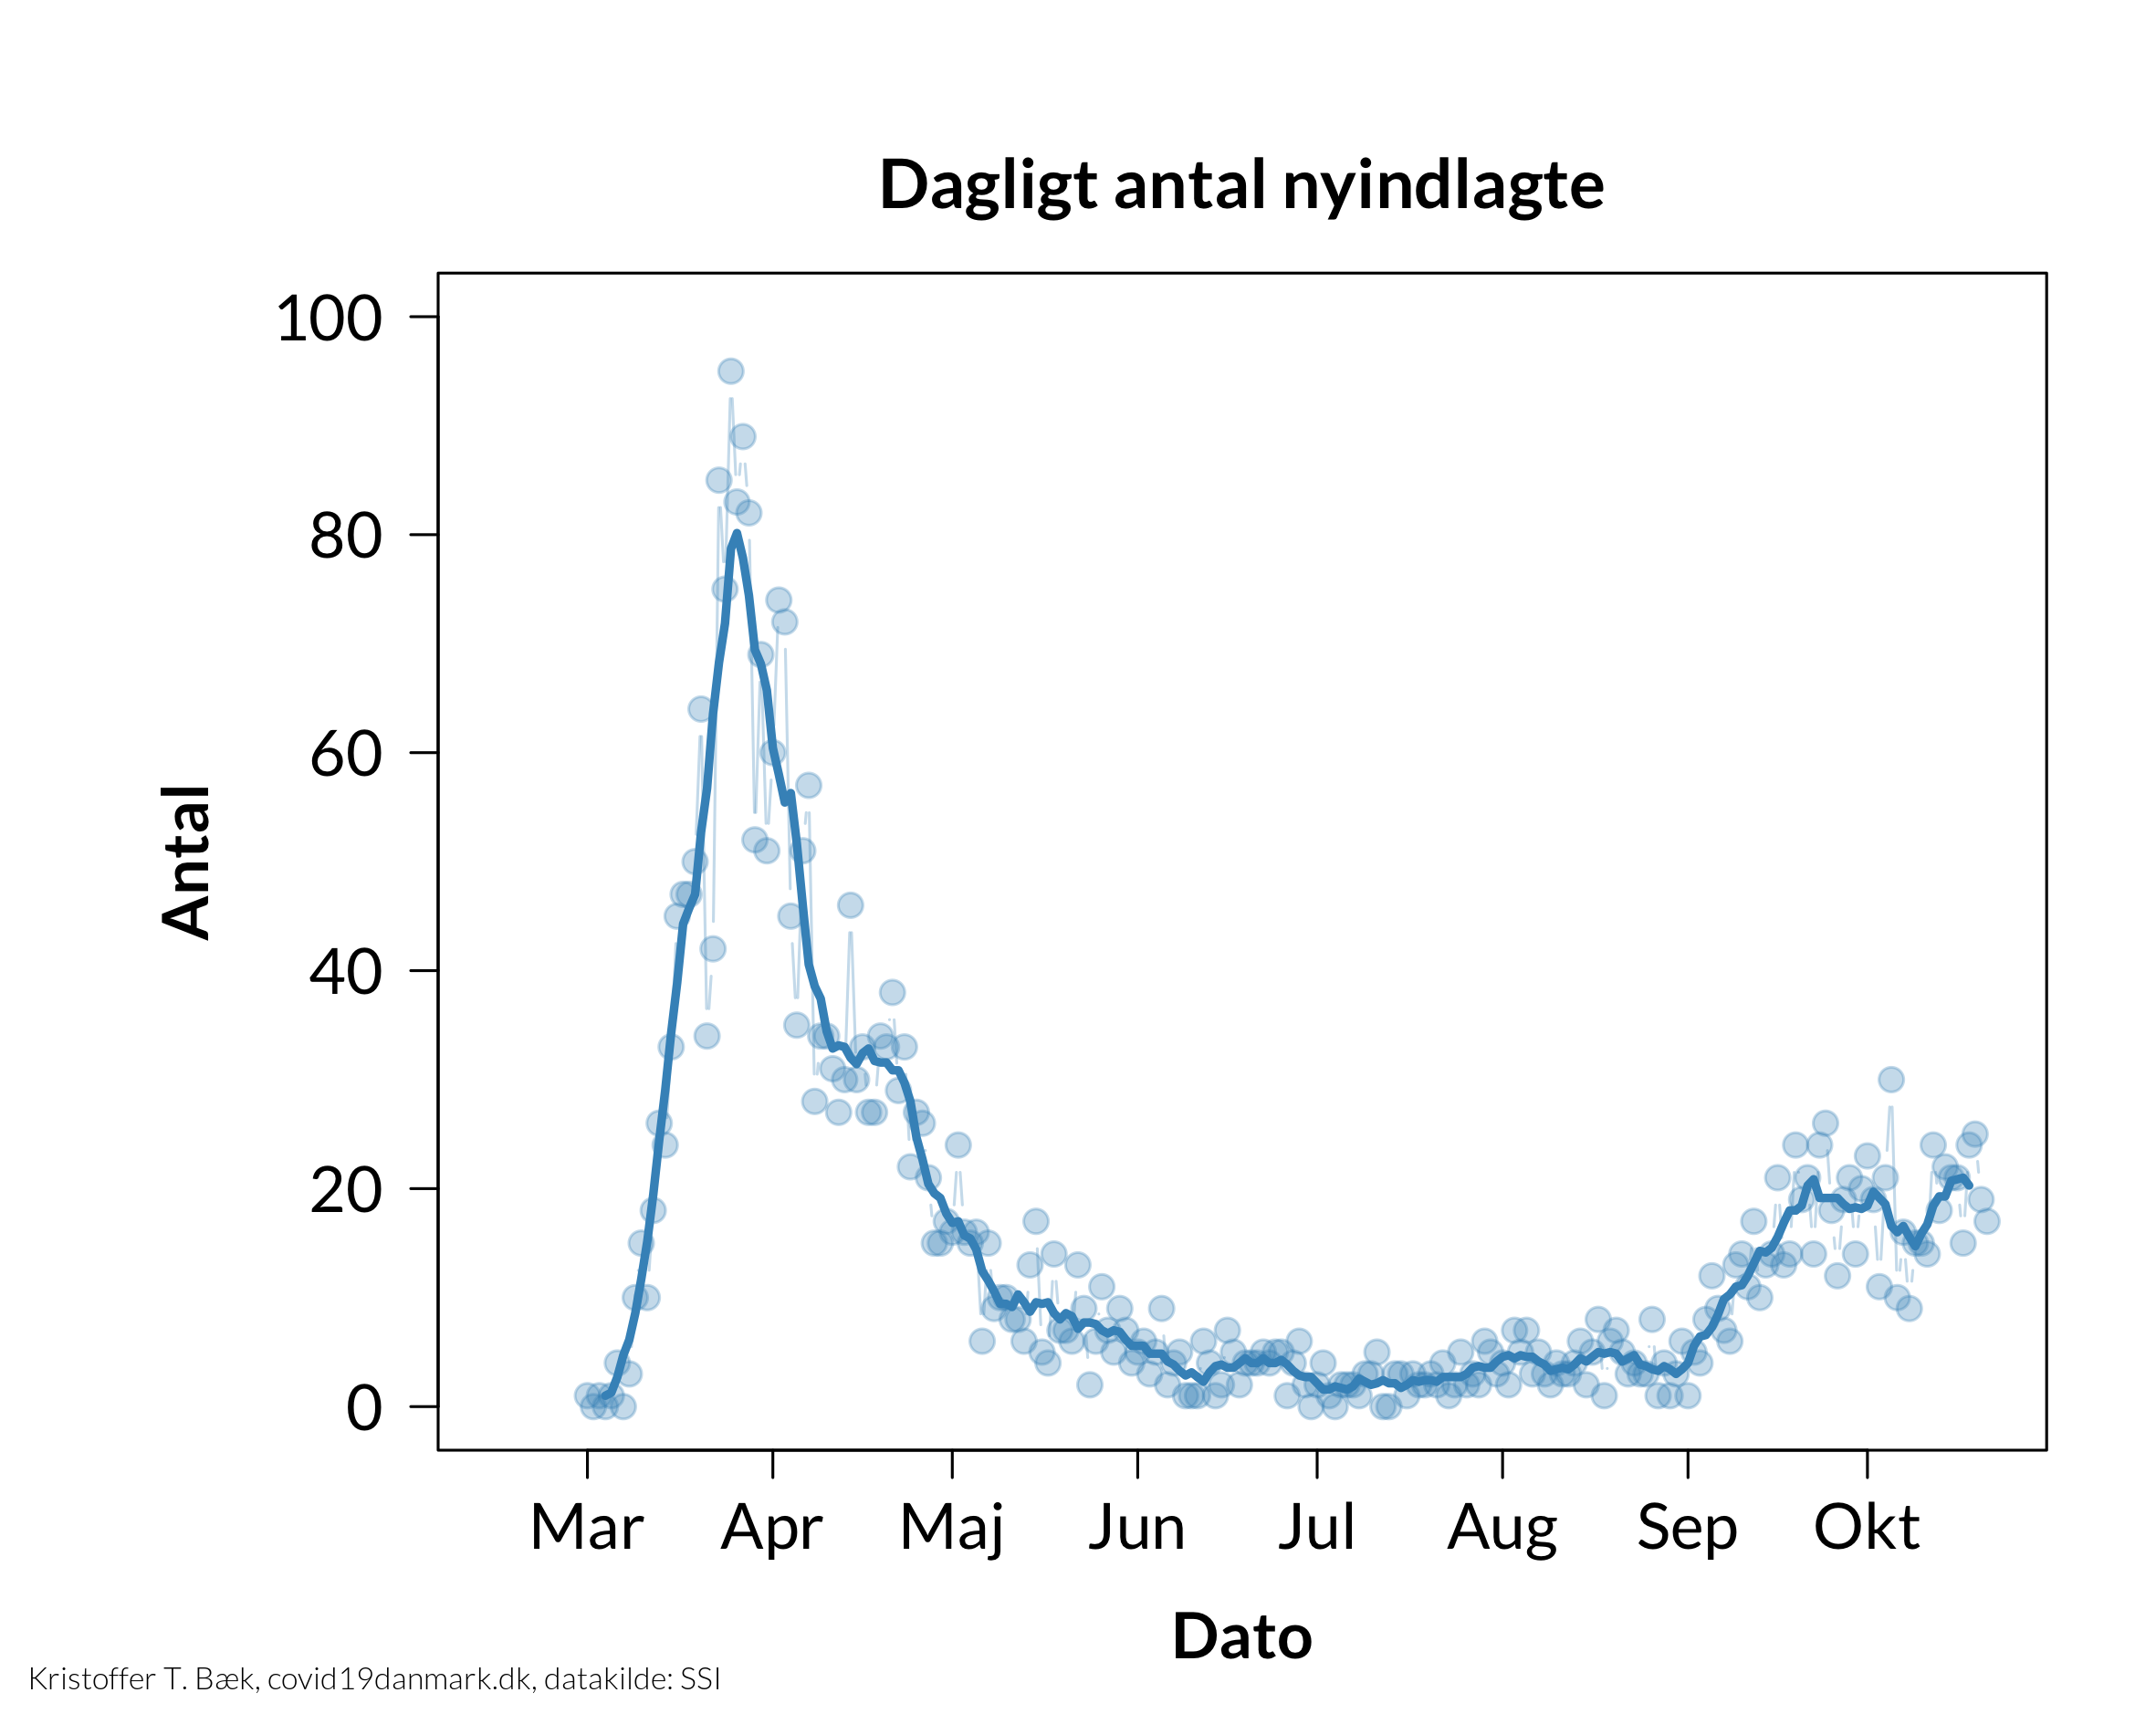 Dagligt antal nyindlagte
100
80
60
40
20
0
Antal
Mar Apr Maj Jun Jul Aug Sep Okt
Dato
Kristoffer T. Bæk, covid19danmark.dk, datakilde: SSI